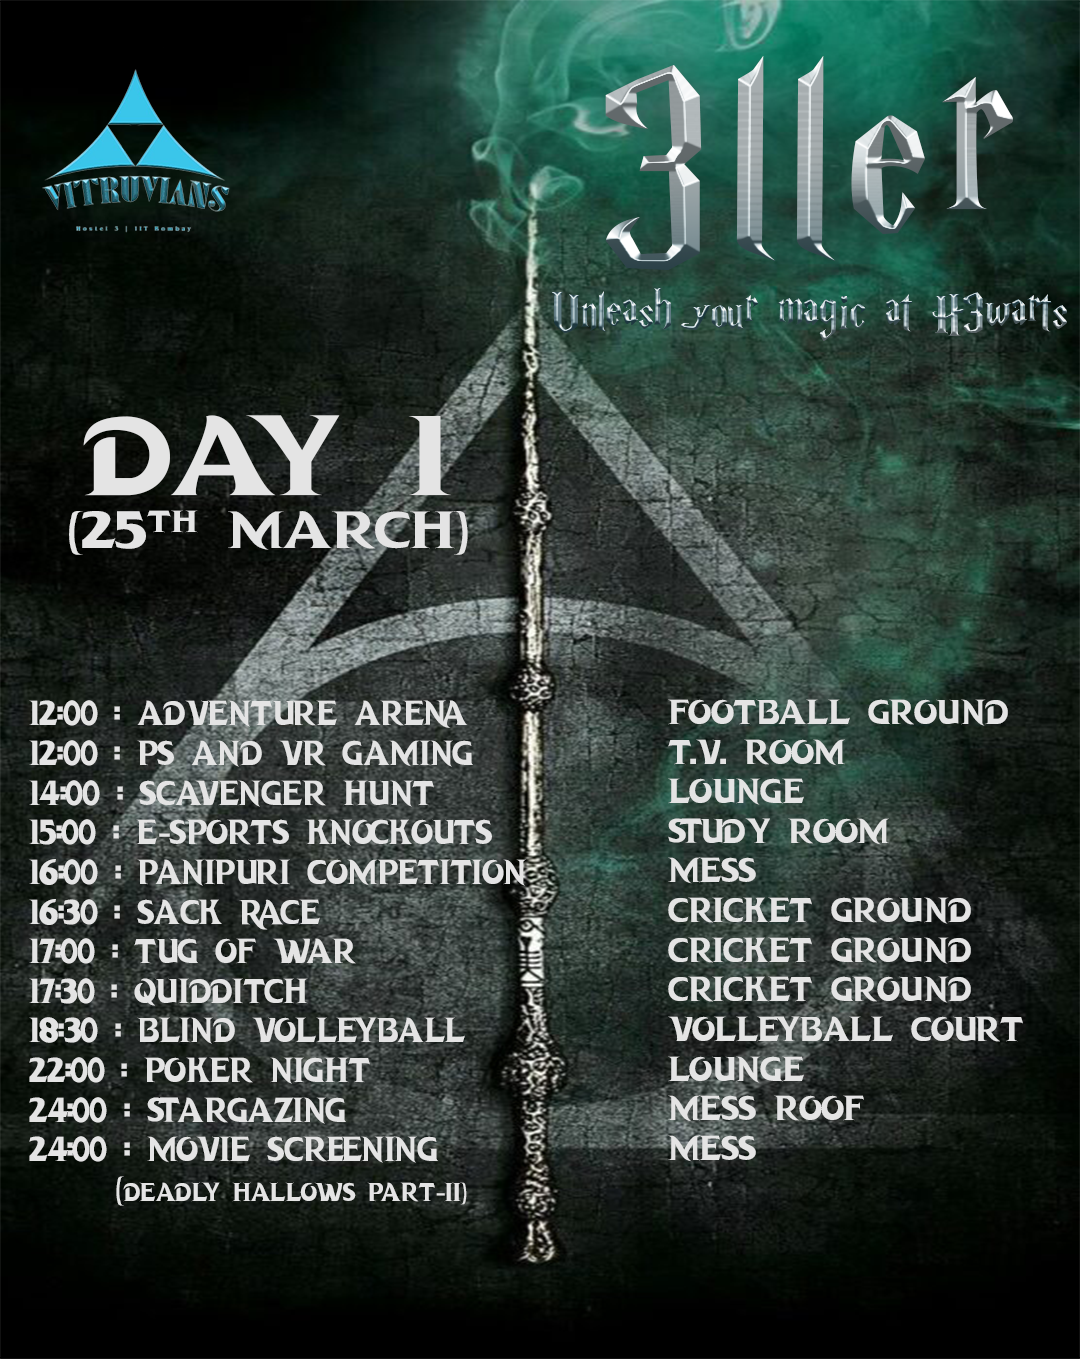 VITRUVIANS
Hostel 3 | IIT Bombay
3ller
Unleash your magic at H3warts
DAY 1
(25TH MARCH)
12:00 : ADVENTURE ARENA FOOTBALL GROUND
12:00 : PS AND VR GAMING T.V. ROOM
14:00 : SCAVENGER HUNT LOUNGE
15:00 : E-SPORTS KNOCKOUTS STUDY ROOM
16:00 : PANIPURI COMPETITION MESS
16:30 : SACK RACE CRICKET GROUND
17:00 : TUG OF WAR CRICKET GROUND
17:30 : QUIDDITCH CRICKET GROUND
18:30 : BLIND VOLLEYBALL VOLLEYBALL COURT
22:00 : POKER NIGHT LOUNGE
24:00 : STARGAZING MESS ROOF
24:00 : MOVIE SCREENING MESS
(DEADLY HALLOWS PART-II)